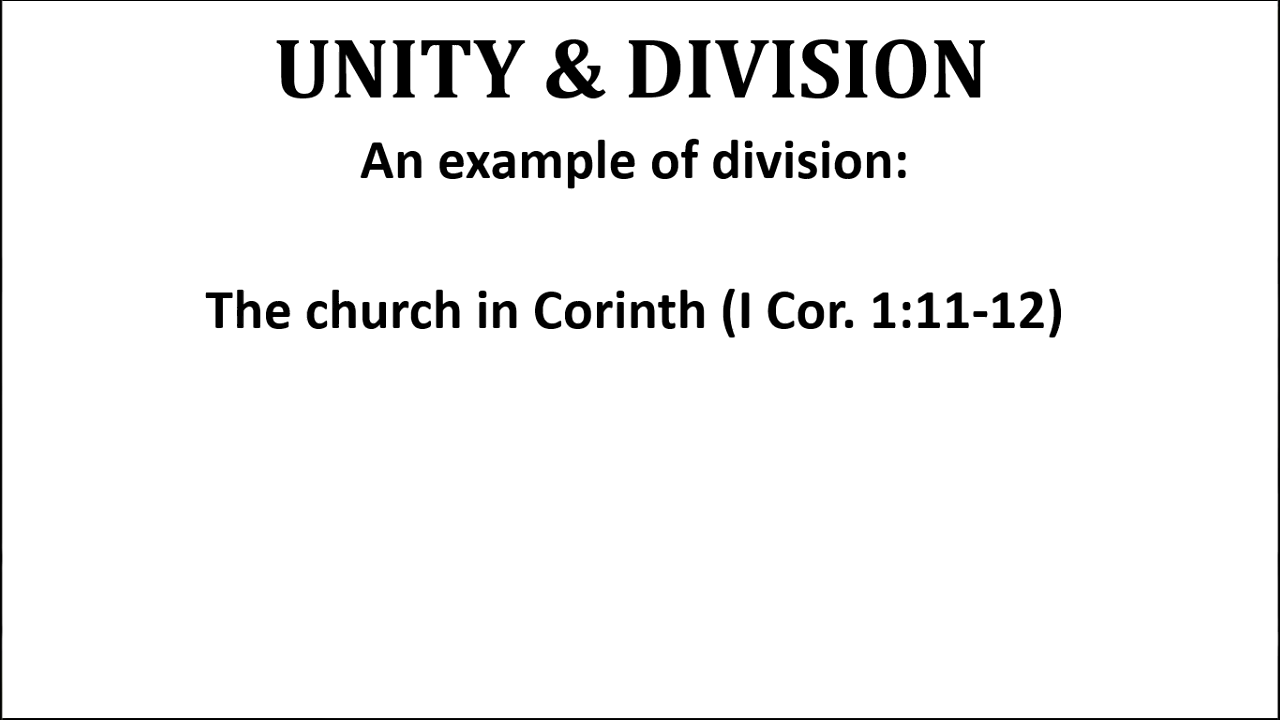 UNITY & DIVISION
An example of division:
The church in Corinth (I Cor. 1:11-12)